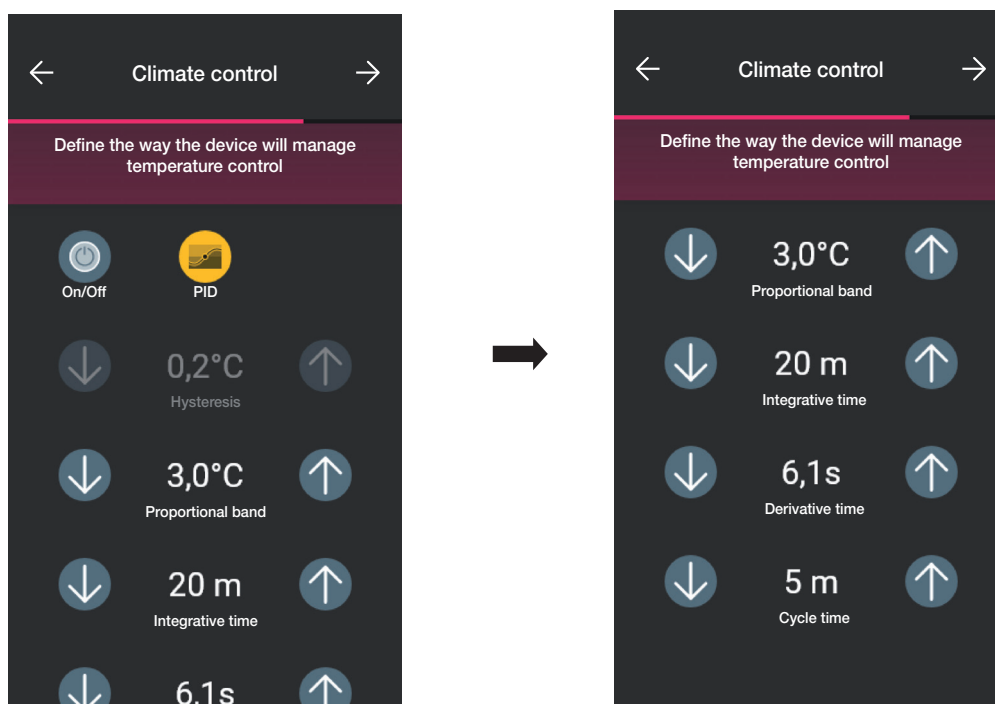 Climate control
Define the way the device will manage
temperature control
On/Off
PID
0,2°C
Hysteresis
3,0°C
Proportional band
20 m
Integrative time
6,1s
Climate control
Define the way the device will manage
temperature control
3,0°C
Proportional band
20 m
Integrative time
6,1s
Derivative time
5 m
Cycle time